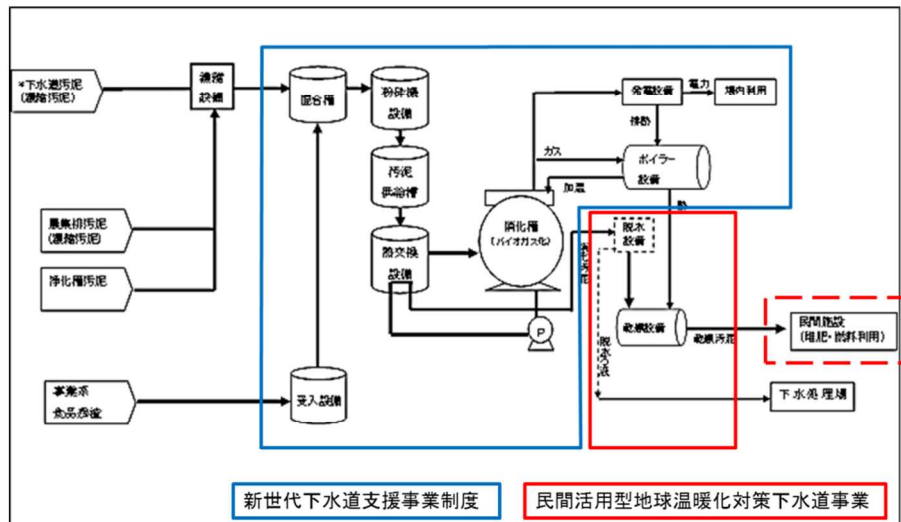 *下水道汚泥
(濃縮汚泥)
濃縮
設備
混合槽
粉砕機
設備
発電設備
電力
場内利用
排熱
ガス
ボイラー
設備
加温
熱
汚泥
供給槽
消化槽
(バイオガス化)
脱水
設備
農集排汚泥
(濃縮汚泥)
熱交換
設備
消化汚泥
浄化槽汚泥
P
乾燥設備
乾燥汚泥
民間施設
(堆肥・燃料利用)
脱水ろ液
事業系
食品残渣
受入設備
下水処理場
新世代下水道支援事業制度
民間活用型地球温暖化対策下水道事業